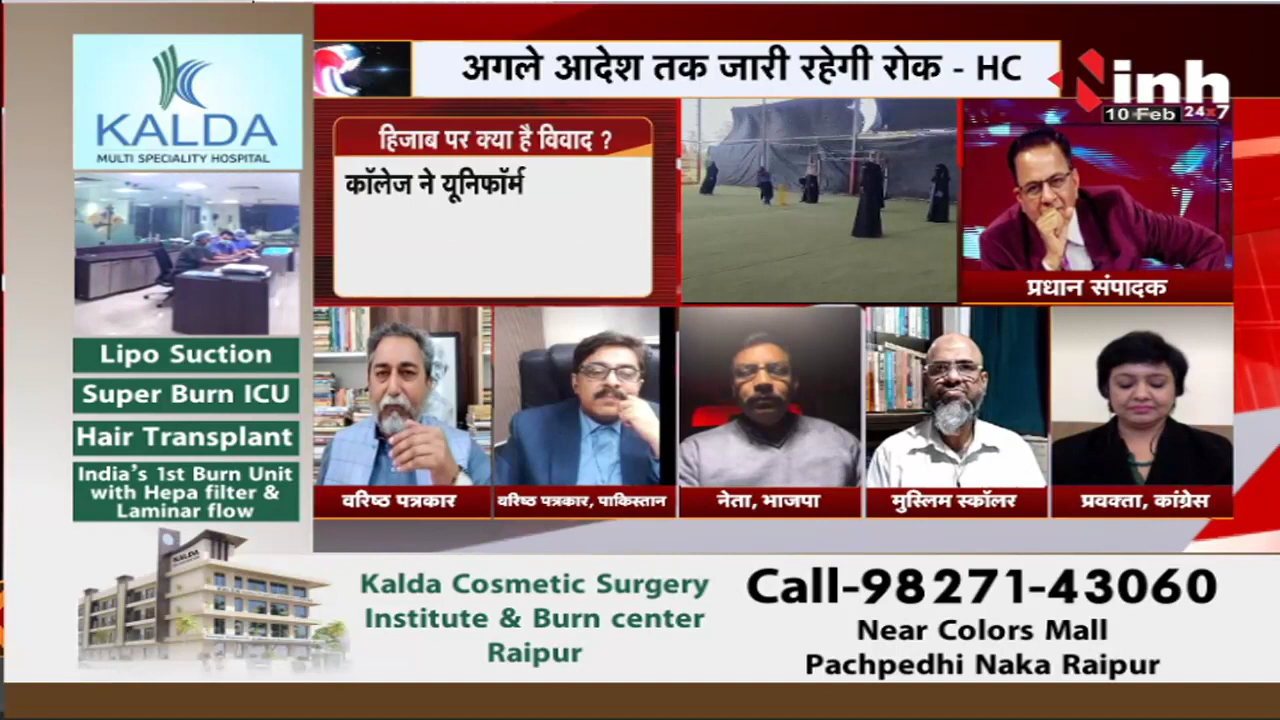 KALDA
MULTI SPECIALITY HOSPITAL
अगले आदेश तक जारी रहेगी रोक - HC
inh
24x7
10 Feb
हिजाब पर क्या है विवाद ?
कॉलेज ने यूनिफॉर्म
प्रधान संपादक
Lipo Suction
Super Burn ICU
Hair Transplant
India's 1st Burn Unit
with Hepa filter &
Laminar flow
वरिष्ठ पत्रकार
वरिष्ठ पत्रकार, पाकिस्तान
नेता, भाजपा
मुस्लिम स्कॉलर
प्रवक्ता, कांग्रेस
KALDA
Kalda Cosmetic Surgery
Institute & Burn center
Raipur
Call-98271-43060
Near Colors Mall
Pachpedhi Naka Raipur